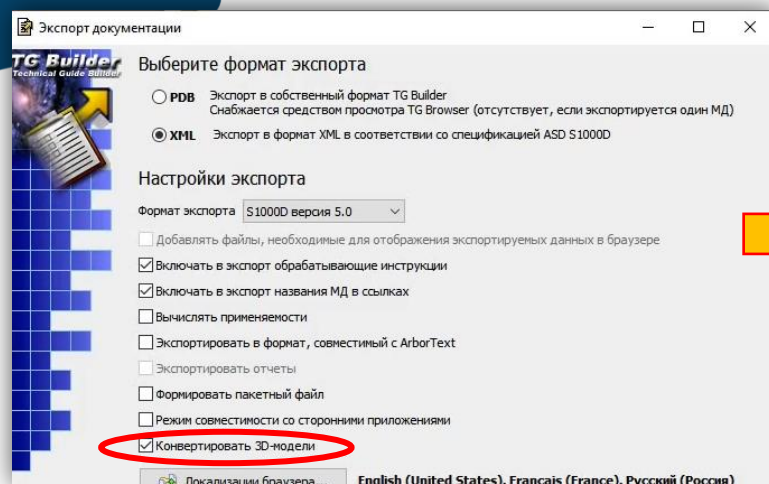 Экспорт документации
TG Builder
Technical Guide Builder
Выберите формат экспорта
PDB Экспорт в собственный формат TG Builder
Снабжается средством просмотра TG Browser (отсутствует, если экспортируется один МД)
XML Экспорт в формат XML в соответствии со спецификацией ASD S1000D
Настройки экспорта
Формат экспорта S1000D версия 5.0
Добавлять файлы, необходимые для отображения экспортируемых данных в браузере
Включать в экспорт обрабатывающие инструкции
Включать в экспорт названия МД в ссылках
Вычислять применяемости
Экспортировать в формат, совместимый с ArborText
Экспортировать отчеты
Формировать пакетный файл
Режим совместимости со сторонними приложениями
Конвертировать 3D-модели
Локализации браузера... English (United States), Français (France), Русский (Россия)